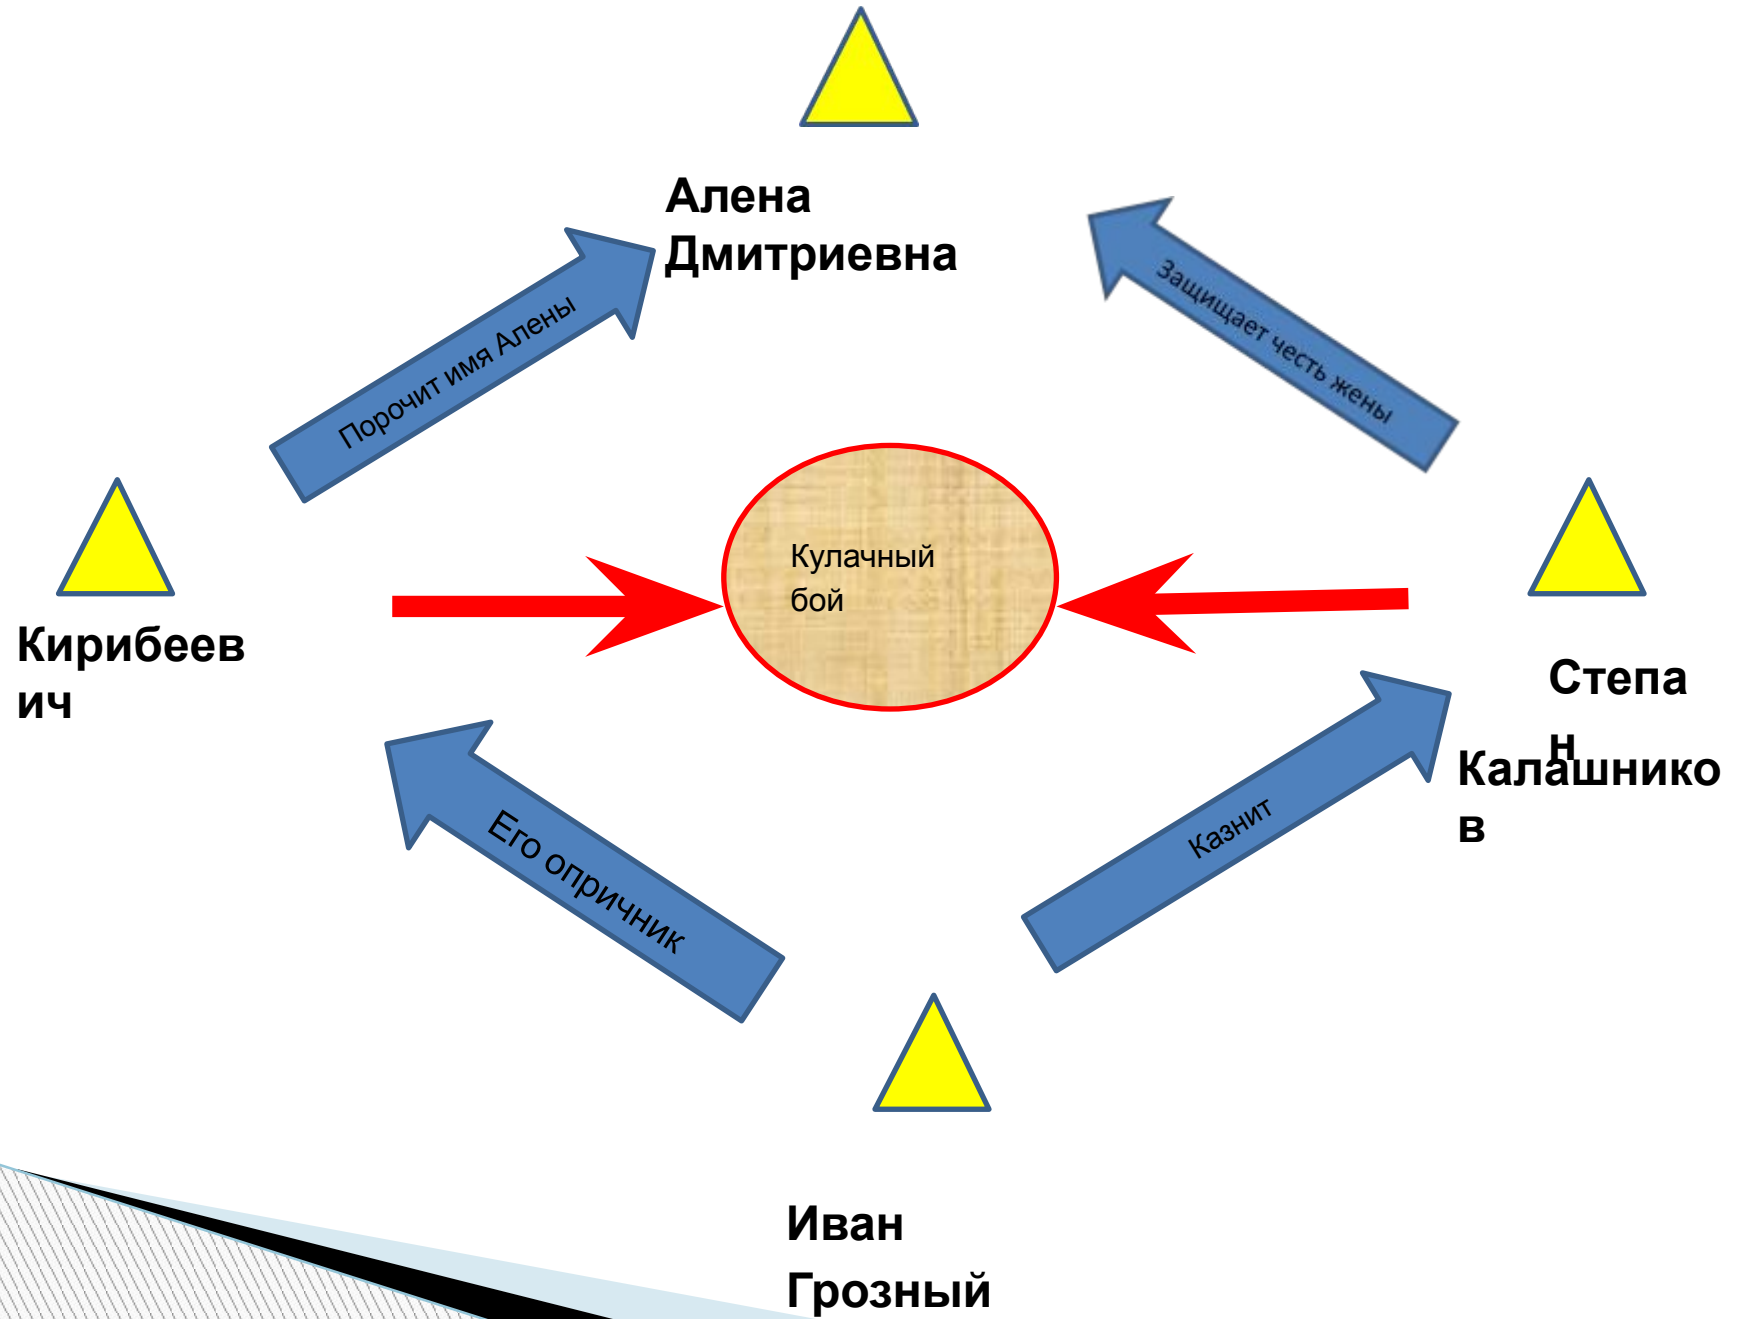 Алена
Дмитриевна
Порочит имя Алены
Защищает честь жены
Кулачный
бой
Кирибеев
ич
Степа
н
Калашнико
в
Его опричник
Казнит
Иван
Грозный